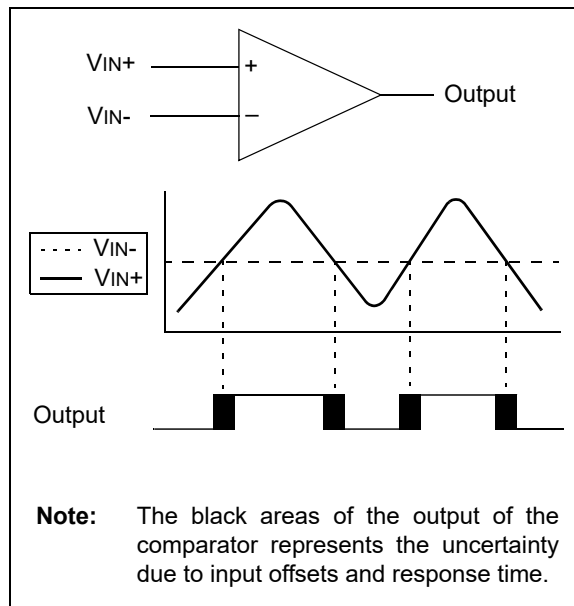 VIN+
+
Output
VIN-
–
VIN-
VIN+
Output
Note: The black areas of the output of the
comparator represents the uncertainty
due to input offsets and response time.